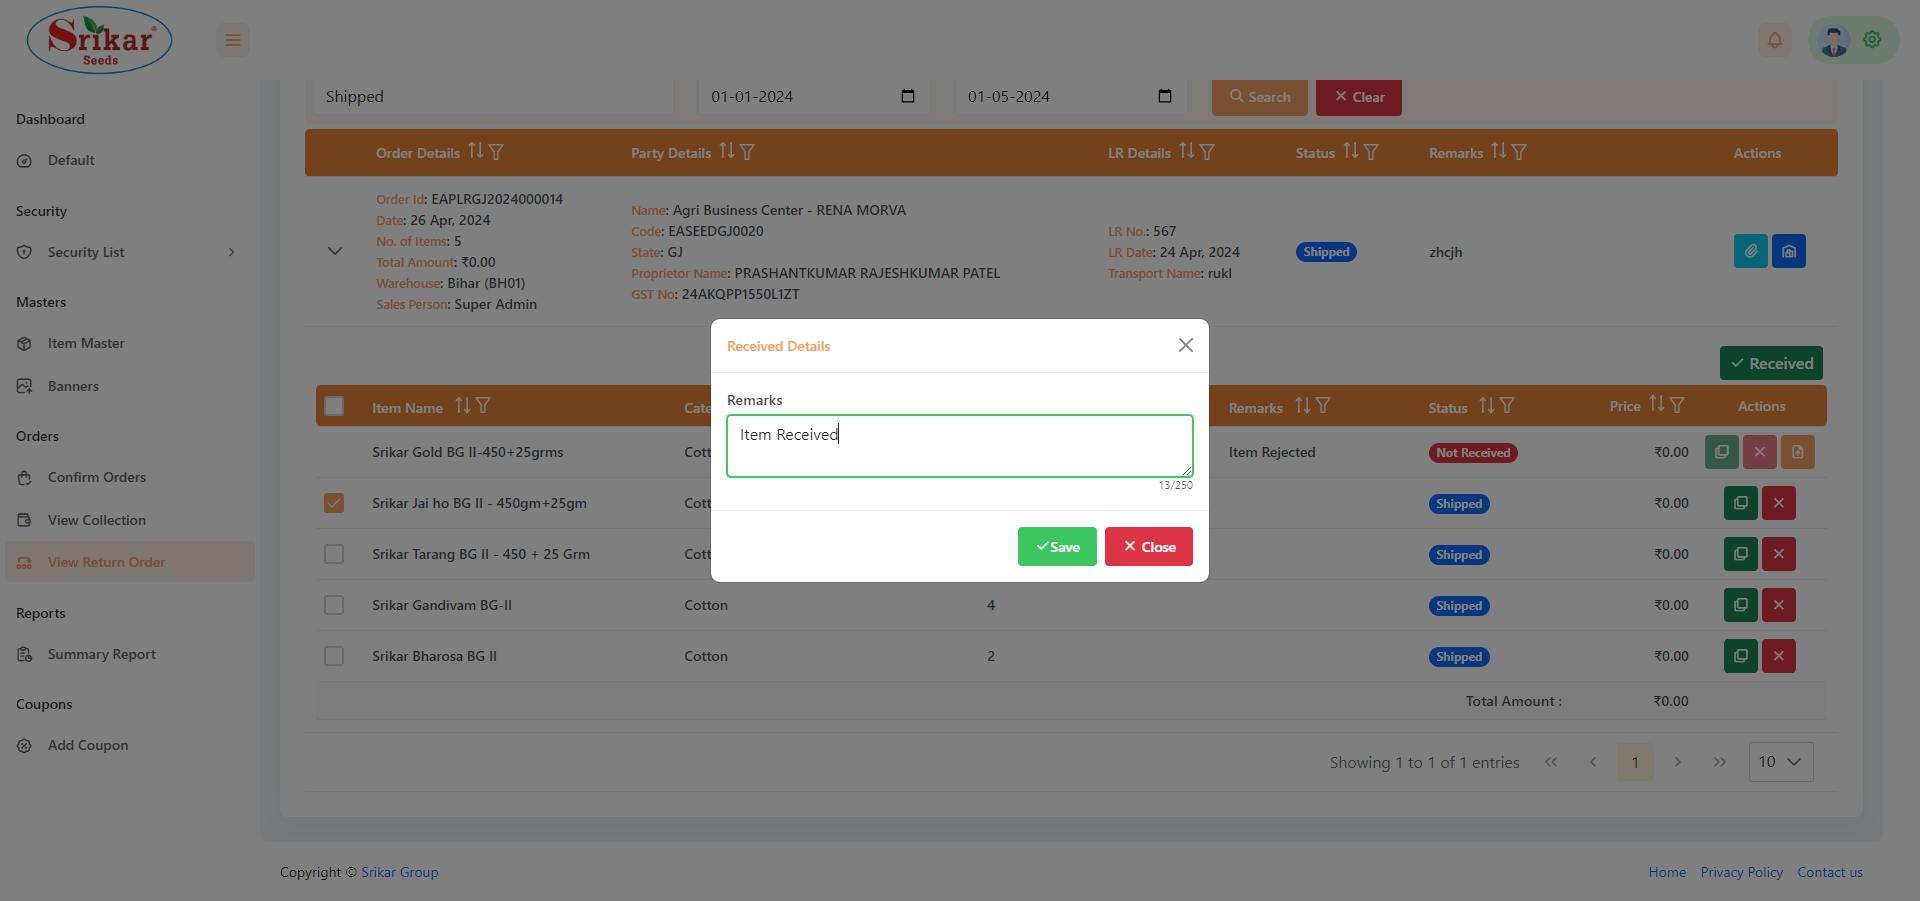 Srikar
Seeds
Dashboard
Default
Security
Security List
Masters
Item Master
Banners
Orders
Confirm Orders
View Collection
View Return Order
Reports
Summary Report
Coupons
Add Coupon
Shipped 01-01-2024 01-05-2024 Search Clear
Order Details Party Details LR Details Status Remarks Actions
Order Id: EAPLRGJ2024000014
Date: 26 Apr, 2024
No. of Items: 5
Total Amount: ₹0.00
Warehouse: Bihar (BH01)
Sales Person: Super Admin
Name: Agri Business Center - RENA MORVA
Code: EASEEDGJ0020
State: GJ
Proprietor Name: PRASHANTKUMAR RAJESHKUMAR PATEL
GST No: 24AKQPP1550L1ZT
LR No.: 567
LR Date: 24 Apr, 2024
Transport Name: rukl
Shipped
zhcjh
Received
Item Name Cate Remarks Status Price Actions
Srikar Gold BG II-450+25grms Cott Item Rejected Not Received ₹0.00
Srikar Jai ho BG II - 450gm+25gm Cott Shipped ₹0.00
Srikar Tarang BG II - 450 + 25 Grm Cott Shipped ₹0.00
Srikar Gandivam BG-II Cotton 4 Shipped ₹0.00
Srikar Bharosa BG II Cotton 2 Shipped ₹0.00
Total Amount : ₹0.00
Received Details
Remarks
Item Received
13/250
Save Close
Showing 1 to 1 of 1 entries 1 10
Copyright © Srikar Group Home Privacy Policy Contact us